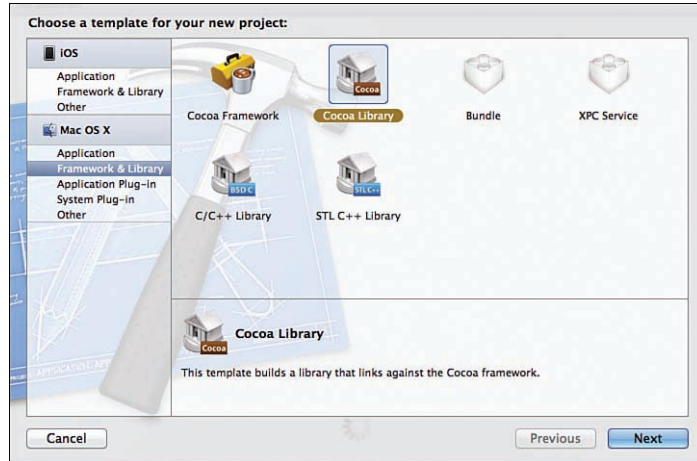 Choose a template for your new project:
iOS
Application
Framework & Library
Other
Mac OS X
Application
Framework & Library
Application Plug-in
System Plug-in
Other
Cocoa
Cocoa Framework
Cocoa Library
Bundle
XPC Service
BSD C
STL C++
C/C++ Library
STL C++ Library
Cocoa
Cocoa Library
This template builds a library that links against the Cocoa framework.
Cancel
Previous
Next